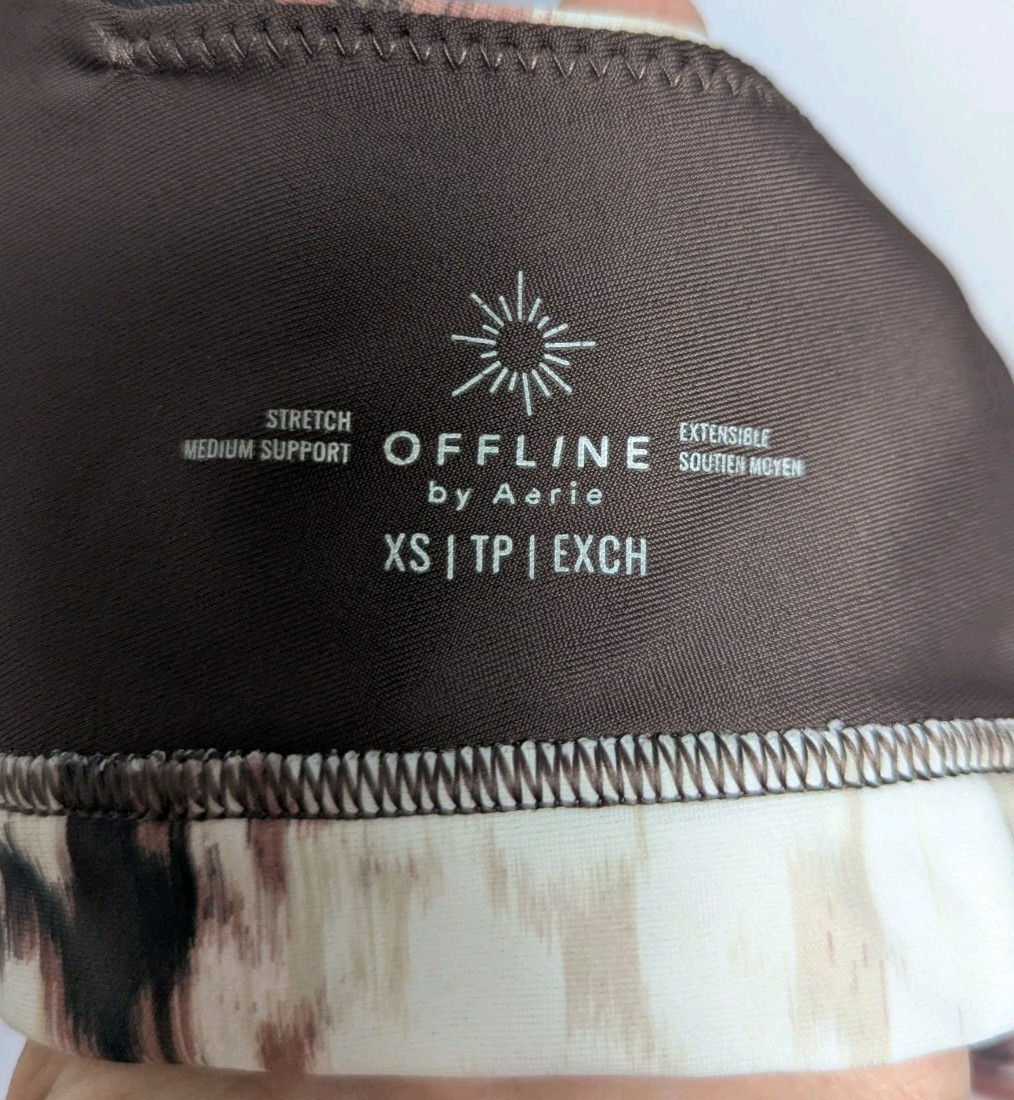 STRETCH
MEDIUM SUPPORT
OFFLINE
by Aerie
EXTENSIBLE
SOUTIEN MOYEN
XS | TP | EXCH